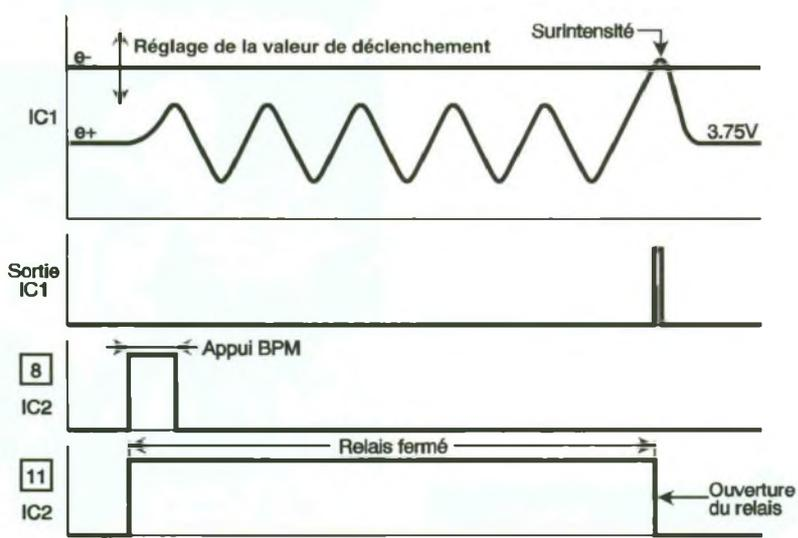 Surintensité
Réglage de la valeur de déclenchement
e-
IC1
e+
3.75V
Sortie
IC1
Appui BPM
8
IC2
Relais fermé
11
IC2
Ouverture
du relais